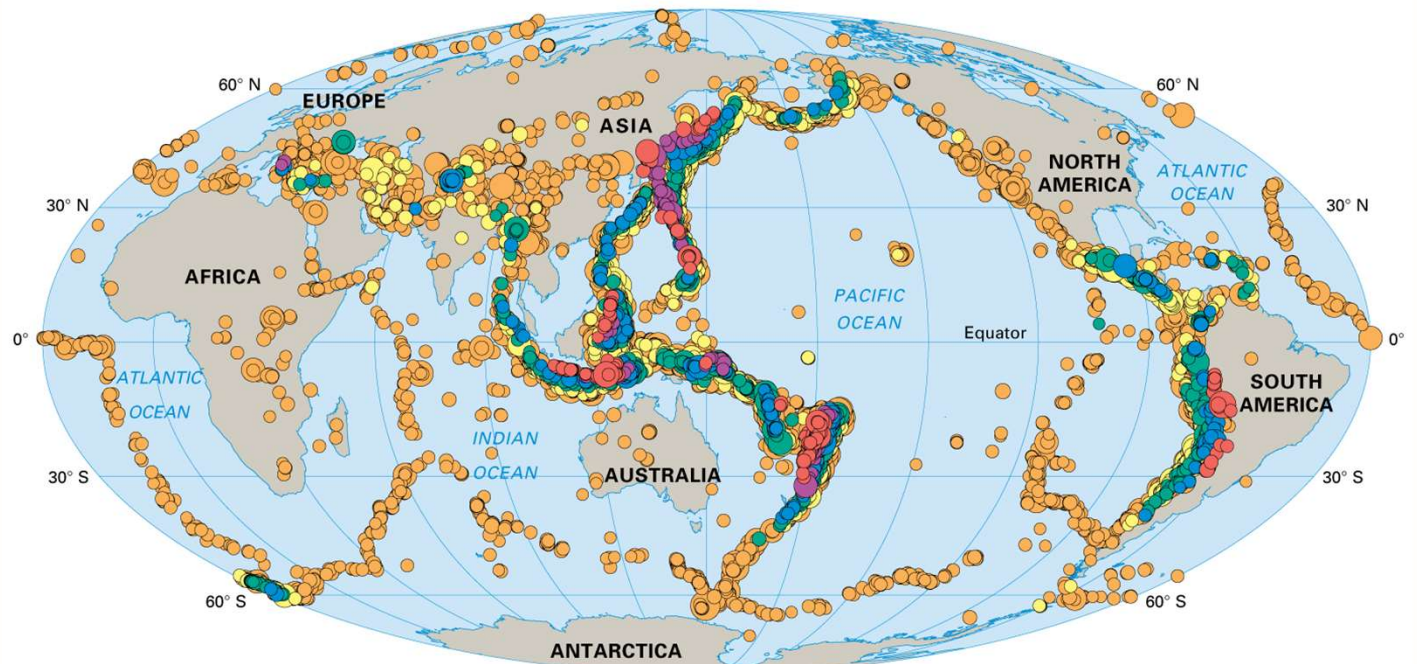 60° N
60° N
EUROPE
ASIA
NORTH
AMERICA
ATLANTIC
OCEAN
30° N
30° N
AFRICA
PACIFIC
OCEAN
Equator
0°
0°
ATLANTIC
OCEAN
SOUTH
AMERICA
INDIAN
OCEAN
AUSTRALIA
30° S
30° S
60° S
60° S
ANTARCTICA